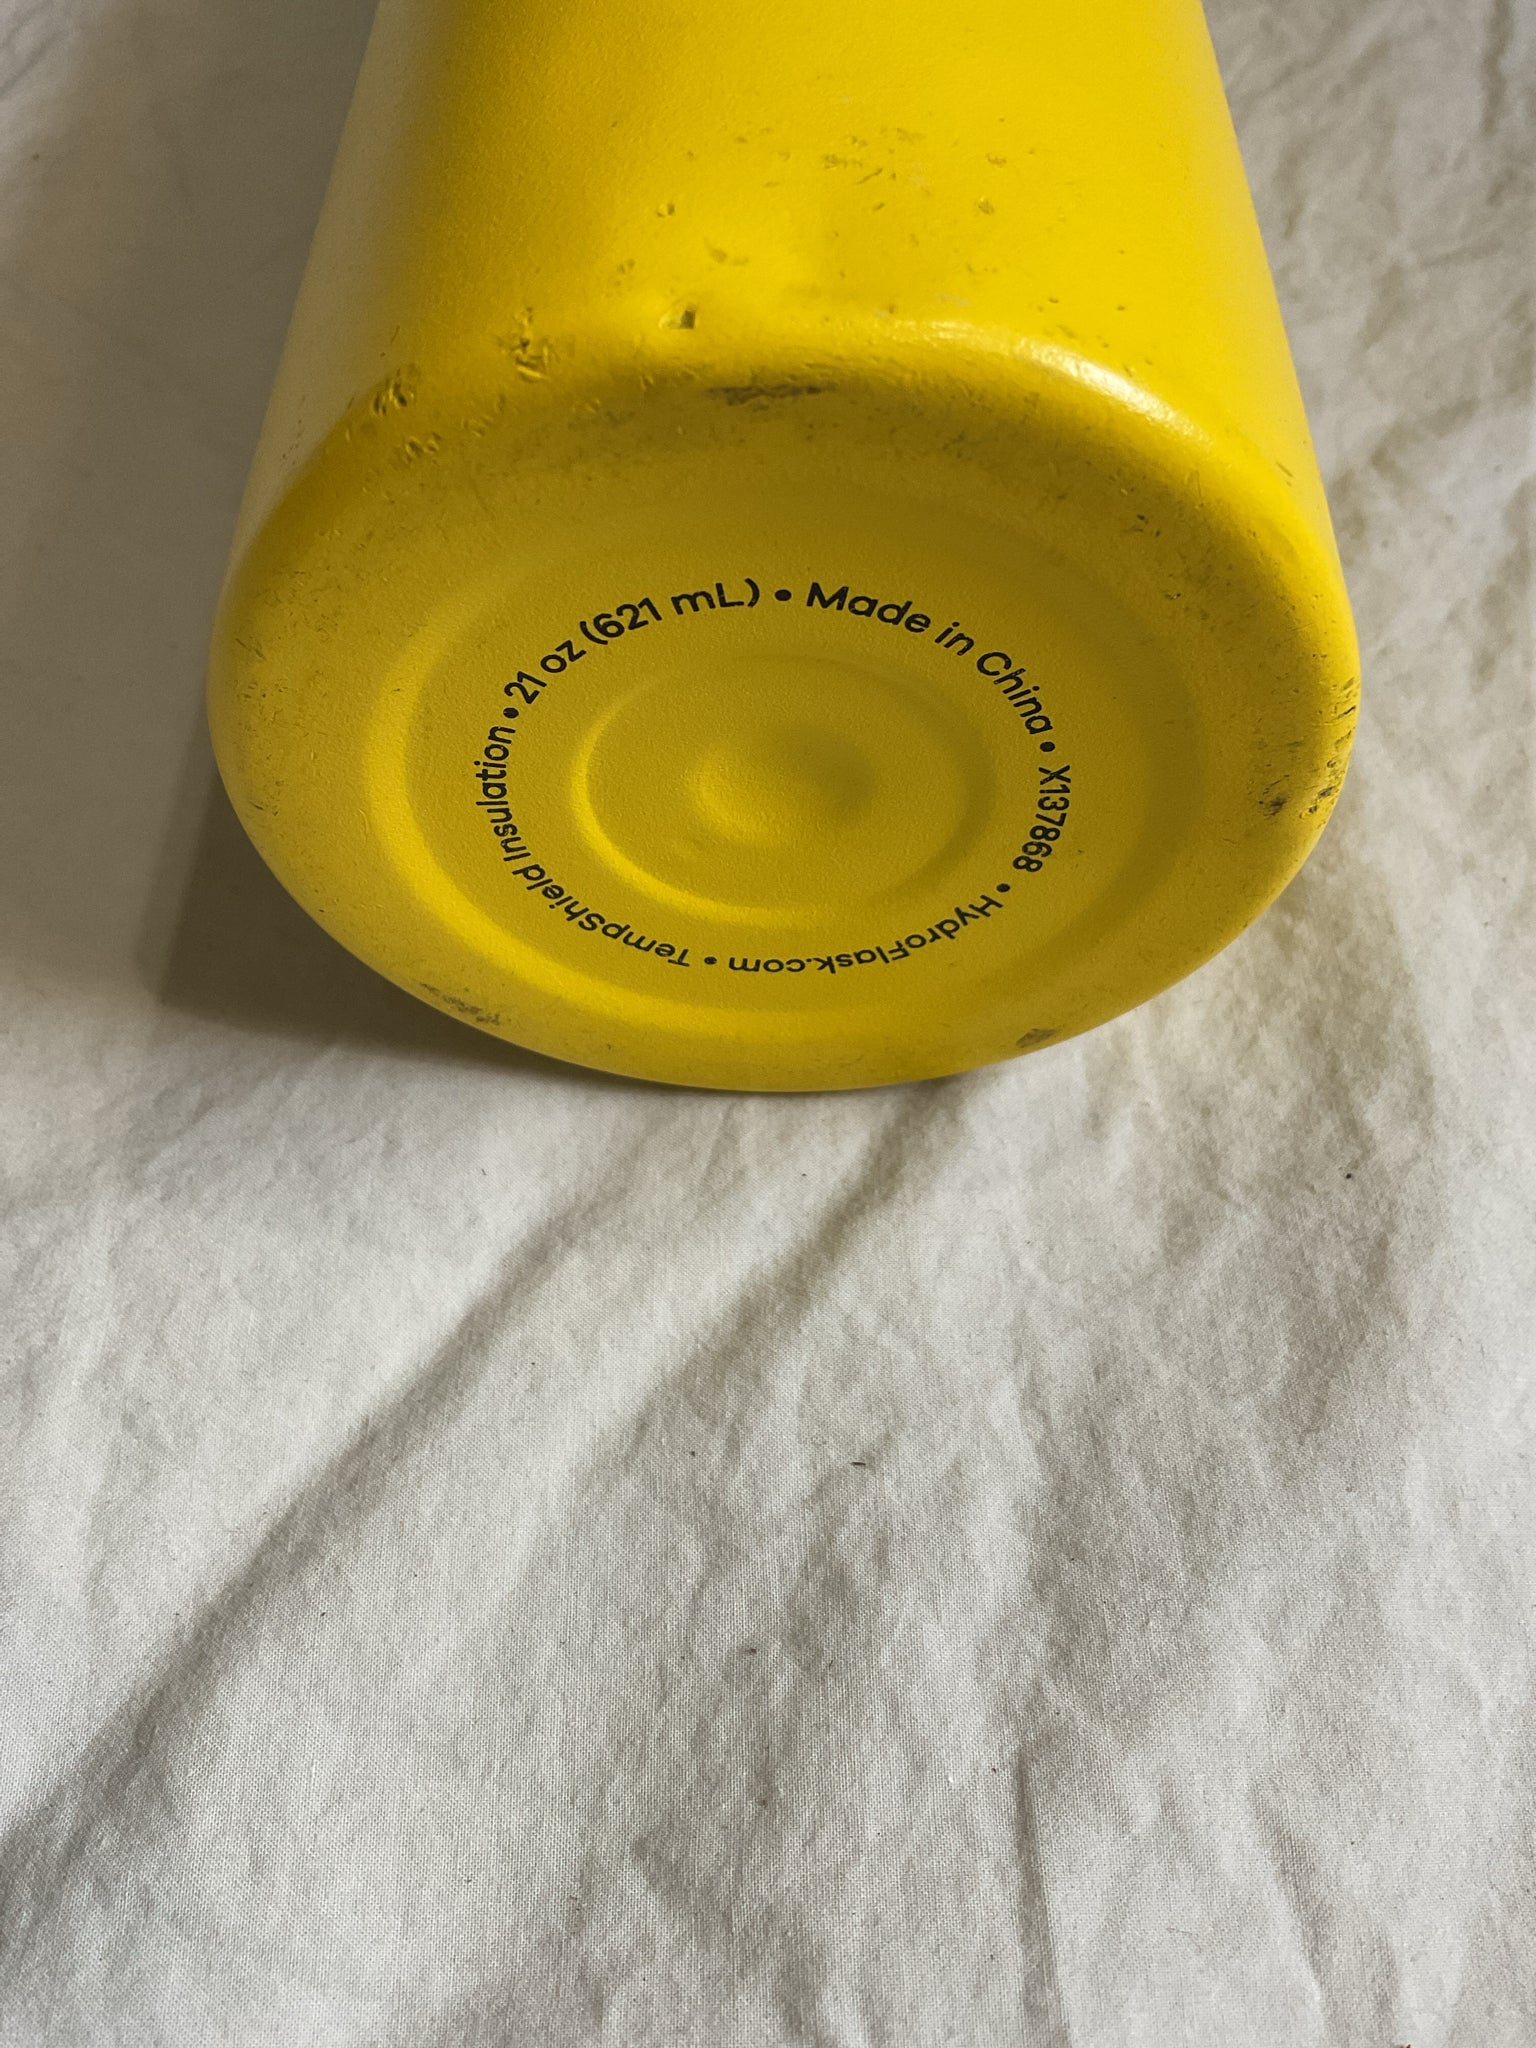 TempShield Insulation • 21 oz (621 mL) • Made in China • X137868 • HydroFlask.com •